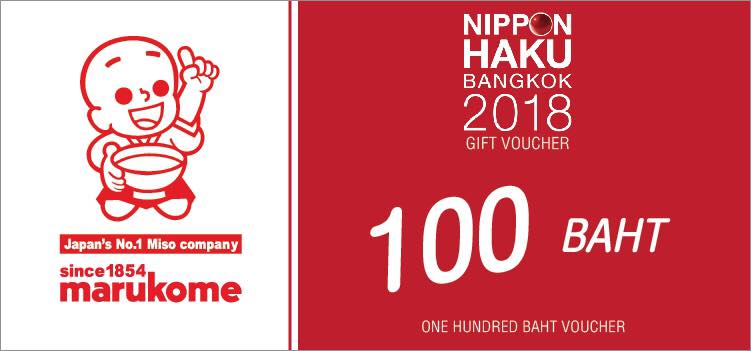 Japan's No.1 Miso company
since1854
marukome
NIPPON
HAKU
BANGKOK
2018
GIFT VOUCHER
100 BAHT
ONE HUNDRED BAHT VOUCHER